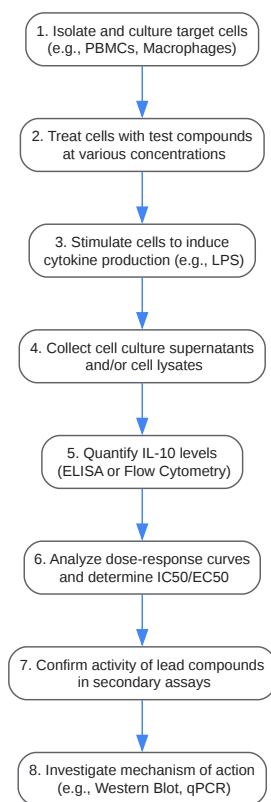 1. Isolate and culture target cells
(e.g., PBMCs, Macrophages)
2. Treat cells with test compounds
at various concentrations
3. Stimulate cells to induce
cytokine production (e.g., LPS)
4. Collect cell culture supernatants
and/or cell lysates
5. Quantify IL-10 levels
(ELISA or Flow Cytometry)
6. Analyze dose-response curves
and determine IC50/EC50
7. Confirm activity of lead compounds
in secondary assays
8. Investigate mechanism of action
(e.g., Western Blot, qPCR)